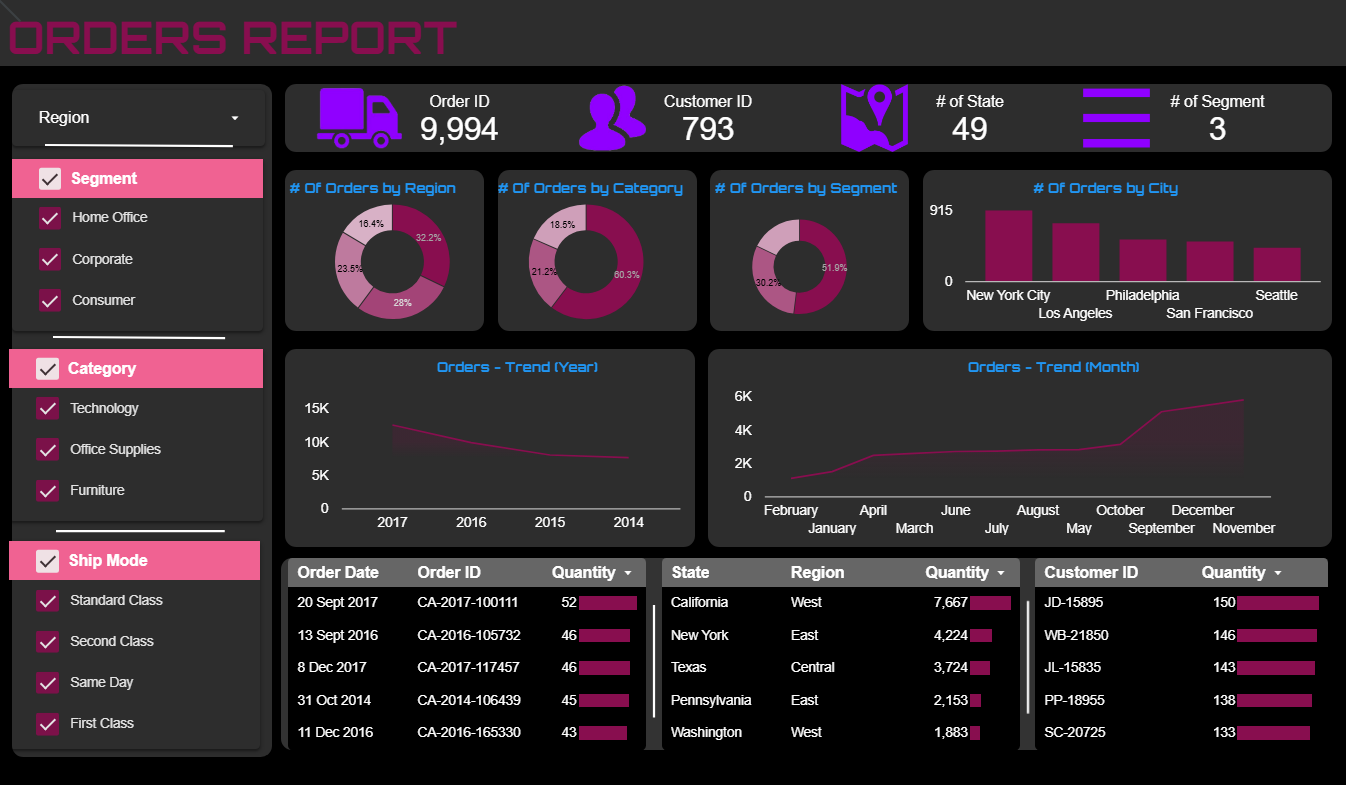 ORDERS REPORT
Region
Segment
Home Office
Corporate
Consumer
Category
Technology
Office Supplies
Furniture
Ship Mode
Standard Class
Second Class
Same Day
First Class
Order ID
9,994
Customer ID
793
# of State
49
# of Segment
3
# Of Orders by Region
16.4%
32.2%
23.5%
28%
# Of Orders by Category
18.5%
21.2%
60.3%
# Of Orders by Segment
51.9%
30.2%
# Of Orders by City
915
0
New York City
Philadelphia
Seattle
Los Angeles
San Francisco
Orders - Trend (Year)
15K
10K
5K
0
2017 2016 2015 2014
Orders - Trend (Month)
6K
4K
2K
0
February April June August October December
January March July May September November
Order Date Order ID Quantity
20 Sept 2017 CA-2017-100111 52
13 Sept 2016 CA-2016-105732 46
8 Dec 2017 CA-2017-117457 46
31 Oct 2014 CA-2014-106439 45
11 Dec 2016 CA-2016-165330 43
State Region Quantity
California West 7,667
New York East 4,224
Texas Central 3,724
Pennsylvania East 2,153
Washington West 1,883
Customer ID Quantity
JD-15895 150
WB-21850 146
JL-15835 143
PP-18955 138
SC-20725 133